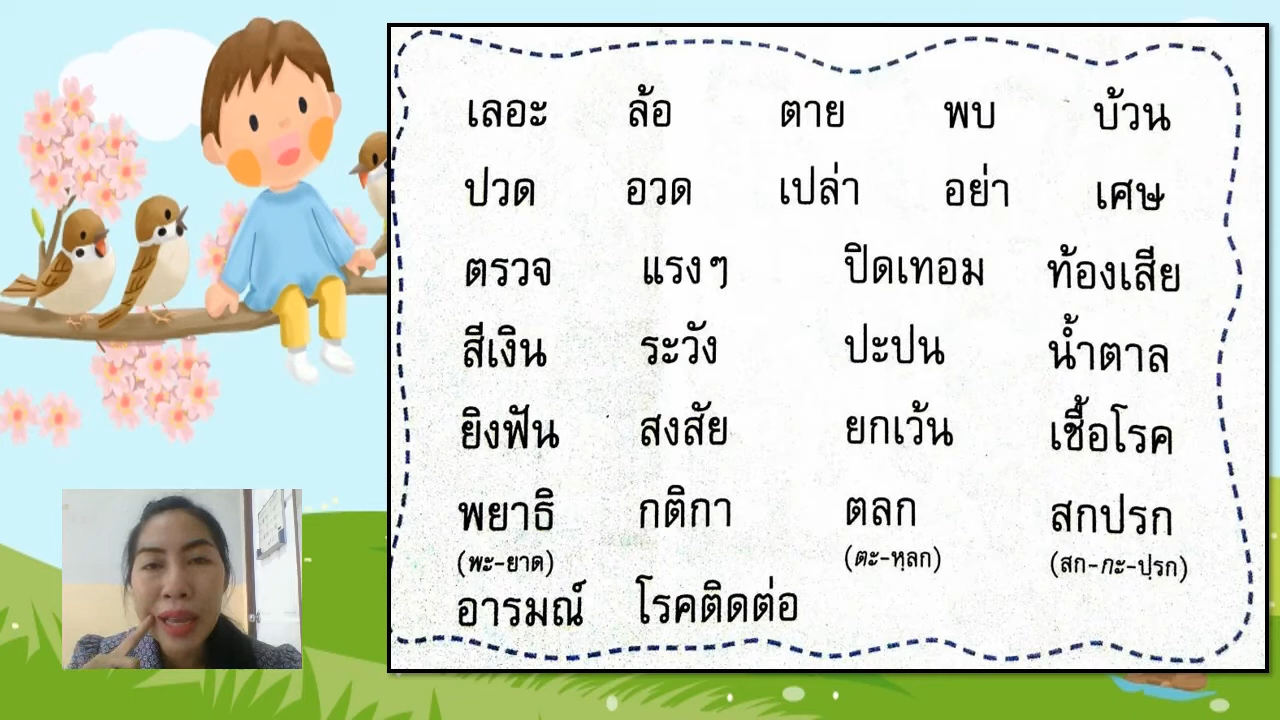 เลอะ ล้อ ตาย พบ บ้วน
ปวด อวด เปล่า อย่า เศษ
ตรวจ แรงๆ ปิดเทอม ท้องเสีย
สีเงิน ระวัง ปะปน น้ำตาล
ยิงฟัน สงสัย ยกเว้น เชื้อโรค
พยาธิ กติกา ตลก สกปรก
(พะ-ยาด) (ตะ-หฺลก) (สก-กะ-ปฺรก)
อารมณ์ โรคติดต่อ